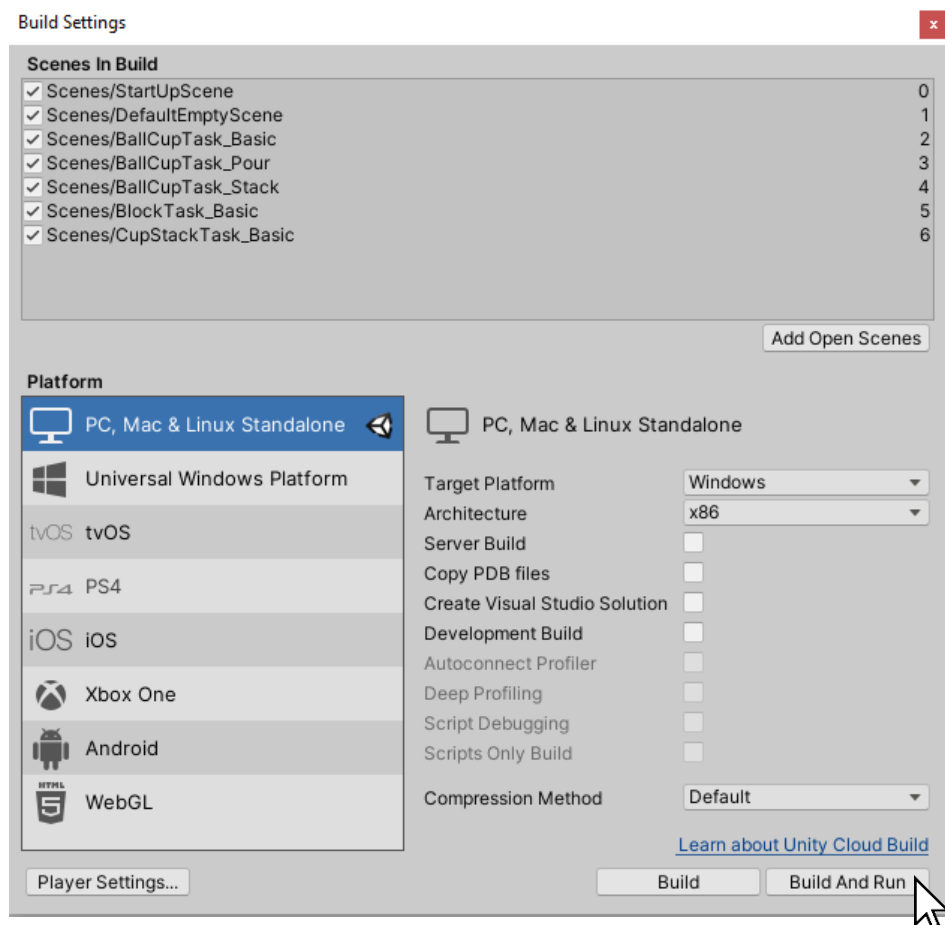 Build Settings
x
Scenes In Build
Scenes/StartUpScene 0
Scenes/DefaultEmptyScene 1
Scenes/BallCupTask_Basic 2
Scenes/BallCupTask_Pour 3
Scenes/BallCupTask_Stack 4
Scenes/BlockTask_Basic 5
Scenes/CupStackTask_Basic 6
Add Open Scenes
Platform
PC, Mac & Linux Standalone
Universal Windows Platform
tvOS tvOS
PS4 PS4
iOS iOS
Xbox One
Android
HTML
5
WebGL
PC, Mac & Linux Standalone
Target Platform Windows
Architecture x86
Server Build
Copy PDB files
Create Visual Studio Solution
Development Build
Autoconnect Profiler
Deep Profiling
Script Debugging
Scripts Only Build
Compression Method Default
Learn about Unity Cloud Build
Player Settings... Build Build And Run